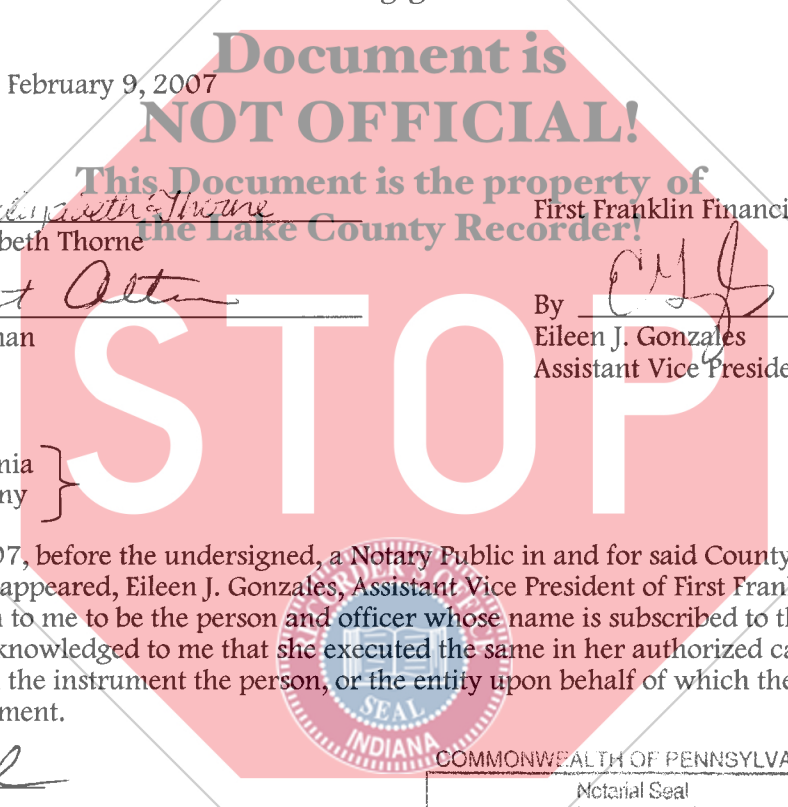 Document is
February 9, 2007
NOT OFFICIAL!
This Document is the property of
the Lake County Recorder!
Elizabeth Thorne
First Franklin Financi
beth Thorne
By
nan
Eileen J. Gonzales
Assistant Vice Preside
STOP
nia
ny
07, before the undersigned, a Notary Public in and for said County
appeared, Eileen J. Gonzales, Assistant Vice President of First Fran
n to me to be the person and officer whose name is subscribed to th
knowledged to me that she executed the same in her authorized ca
the instrument the person, or the entity upon behalf of which the
ment.
RECORDER'S OFFICE
SEAL
INDIANA
COMMONWEALTH OF PENNSYLVA
Notarial Seal